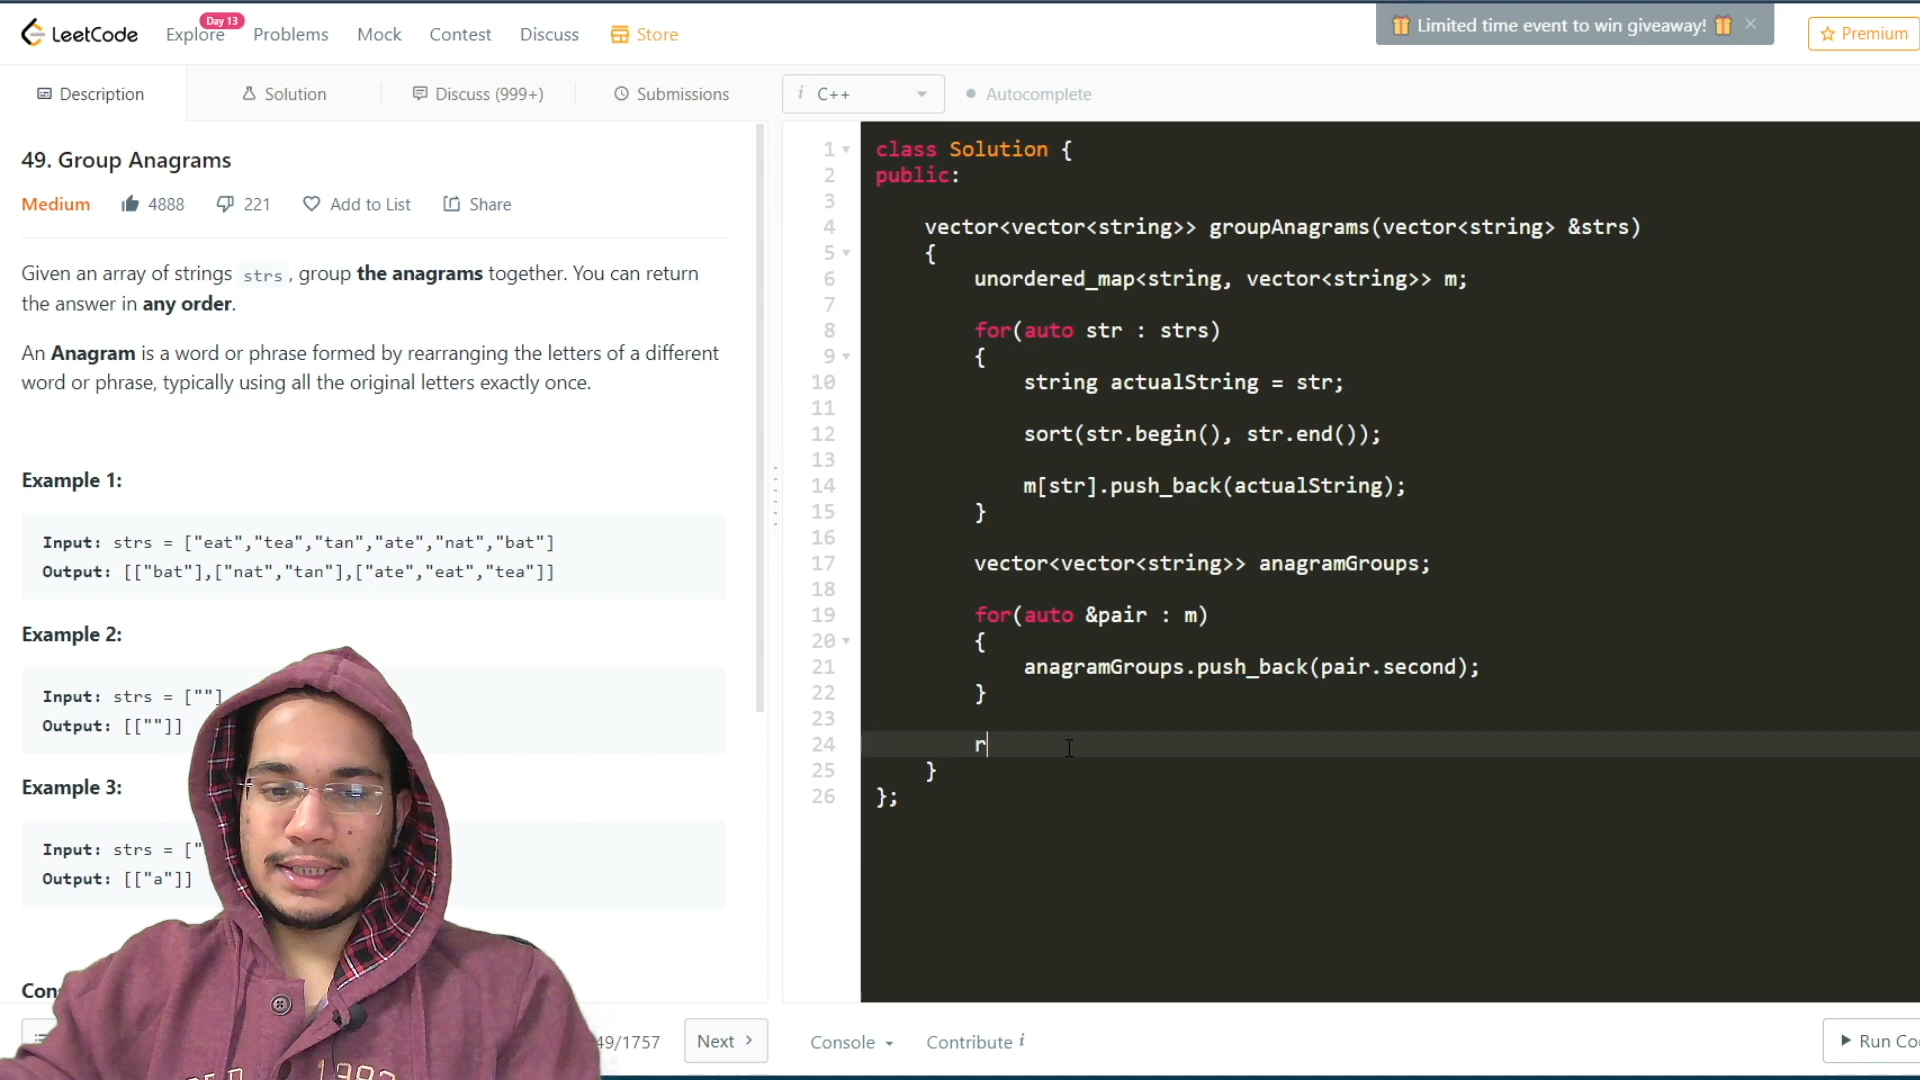 LeetCode
Explore
Day 13
Problems
Mock
Contest
Discuss
Store
Limited time event to win giveaway!
Premium
Description
Solution
Discuss (999+)
Submissions
i C++
Autocomplete
49. Group Anagrams
Medium
4888
221
Add to List
Share
Given an array of strings strs, group the anagrams together. You can return
the answer in any order.
An Anagram is a word or phrase formed by rearranging the letters of a different
word or phrase, typically using all the original letters exactly once.
Example 1:
Input: strs = ["eat","tea","tan","ate","nat","bat"]
Output: [["bat"],["nat","tan"],["ate","eat","tea"]]
Example 2:
Input: strs = [""]
Output: [[""]]
Example 3:
Input: strs = ["
Output: [["a"]]
Con
49/1757
Next
1 class Solution {
2 public:
3
4 vector<vector<string>> groupAnagrams(vector<string> &strs)
5 {
6 unordered_map<string, vector<string>> m;
7
8 for(auto str : strs)
9 {
10 string actualString = str;
11
12 sort(str.begin(), str.end());
13
14 m[str].push_back(actualString);
15 }
16
17 vector<vector<string>> anagramGroups;
18
19 for(auto &pair : m)
20 {
21 anagramGroups.push_back(pair.second);
22 }
23
24 r
25 }
26 };
Console
Contribute i
Run Co